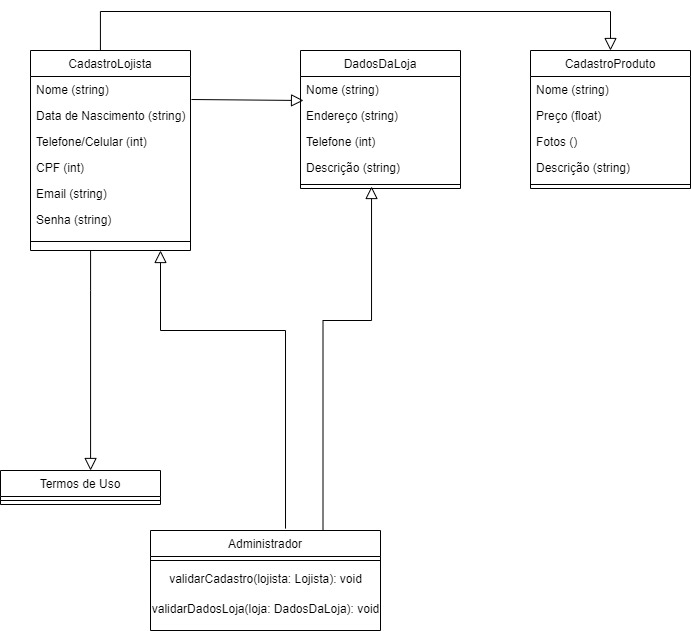 CadastroLojista
Nome (string)
Data de Nascimento (string)
Telefone/Celular (int)
CPF (int)
Email (string)
Senha (string)
DadosDaLoja
Nome (string)
Endereço (string)
Telefone (int)
Descrição (string)
CadastroProduto
Nome (string)
Preço (float)
Fotos ()
Descrição (string)
Termos de Uso
Administrador
validarCadastro(lojista: Lojista): void
validarDadosLoja(loja: DadosDaLoja): void